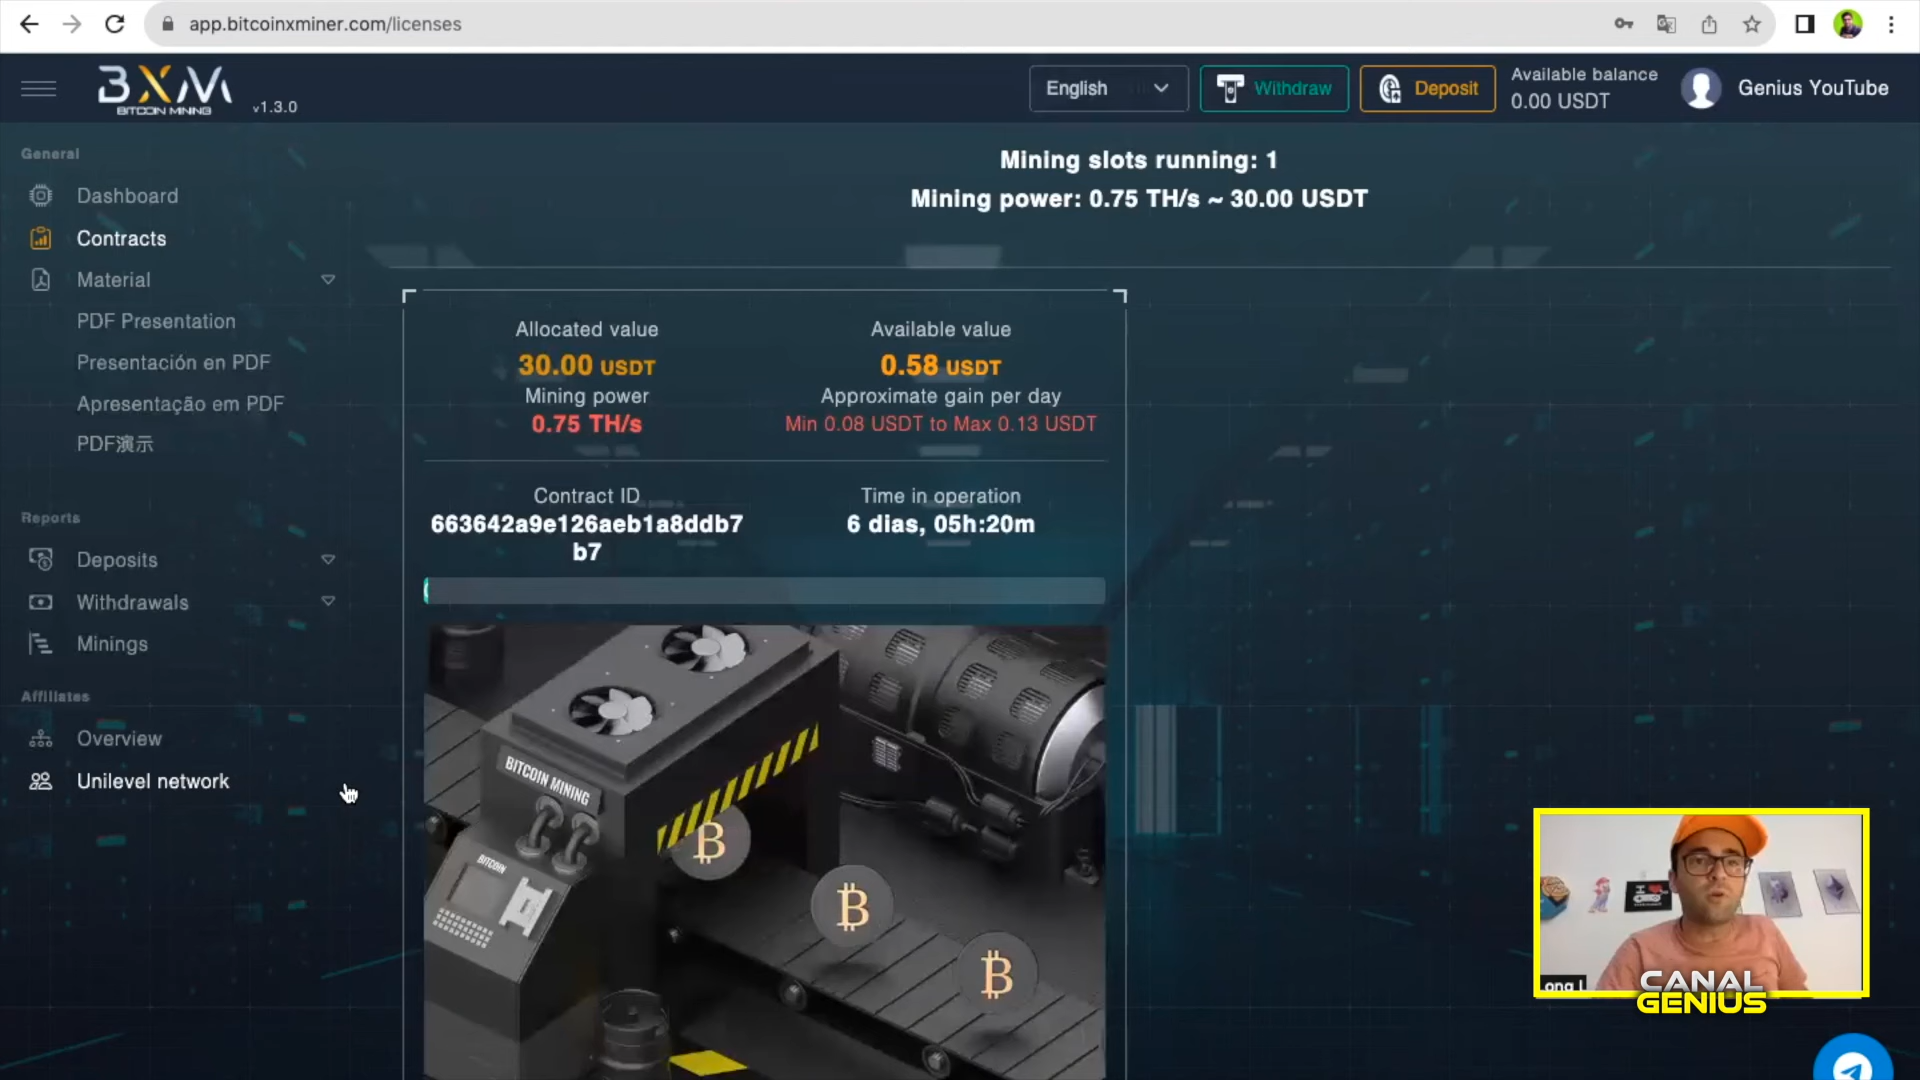 app.bitcoinxminer.com/licenses
BXM
BITCOIN MINING
v1.3.0
English
Withdraw
Deposit
Available balance
0.00 USDT
Genius YouTube
General
Dashboard
Contracts
Material
PDF Presentation
Presentación en PDF
Apresentação em PDF
PDF演示
Reports
Deposits
Withdrawals
Minings
Affiliates
Overview
Unilevel network
Mining slots running: 1
Mining power: 0.75 TH/s ~ 30.00 USDT
Allocated value
30.00 USDT
Mining power
0.75 TH/s
Available value
0.58 USDT
Approximate gain per day
Min 0.08 USDT to Max 0.13 USDT
Contract ID
663642a9e126aeb1a8ddb7
b7
Time in operation
6 dias, 05h:20m
BITCOIN MINING
BITCOIN
CANAL
GENIUS